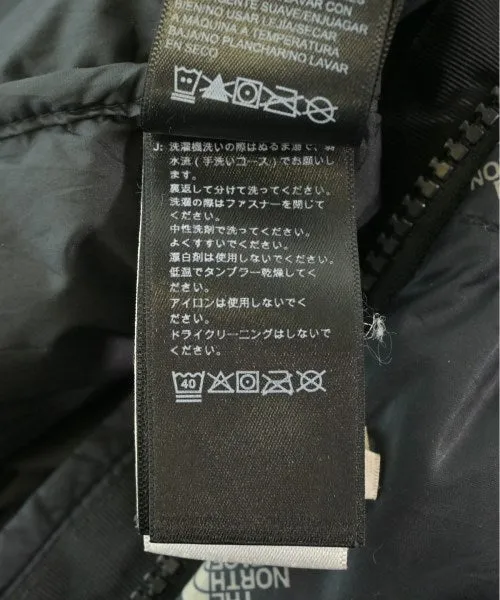 LAVAR CON
SUAVE/ENJUAGAR
BIEN/NO USAR LEJIA/SECAR
A MAQUINA A TEMPERATURA
BAJA/NO PLANCHAR/NO LAVAR
EN SECO
J: 洗濯機洗いの際はぬるま湯で、弱
水流(手洗いコース)でお願いし
ます。
裏返して分けて洗ってください。
洗濯の際はファスナーを閉じて
ください。
中性洗剤で洗ってください。
よくすすいでください。
漂白剤は使用しないでください。
低温でタンブラー乾燥してく
ださい。
アイロンは使用しないでく
ださい。
ドライクリーニングはしないで
ください。
40
THE
NORTH
FACE